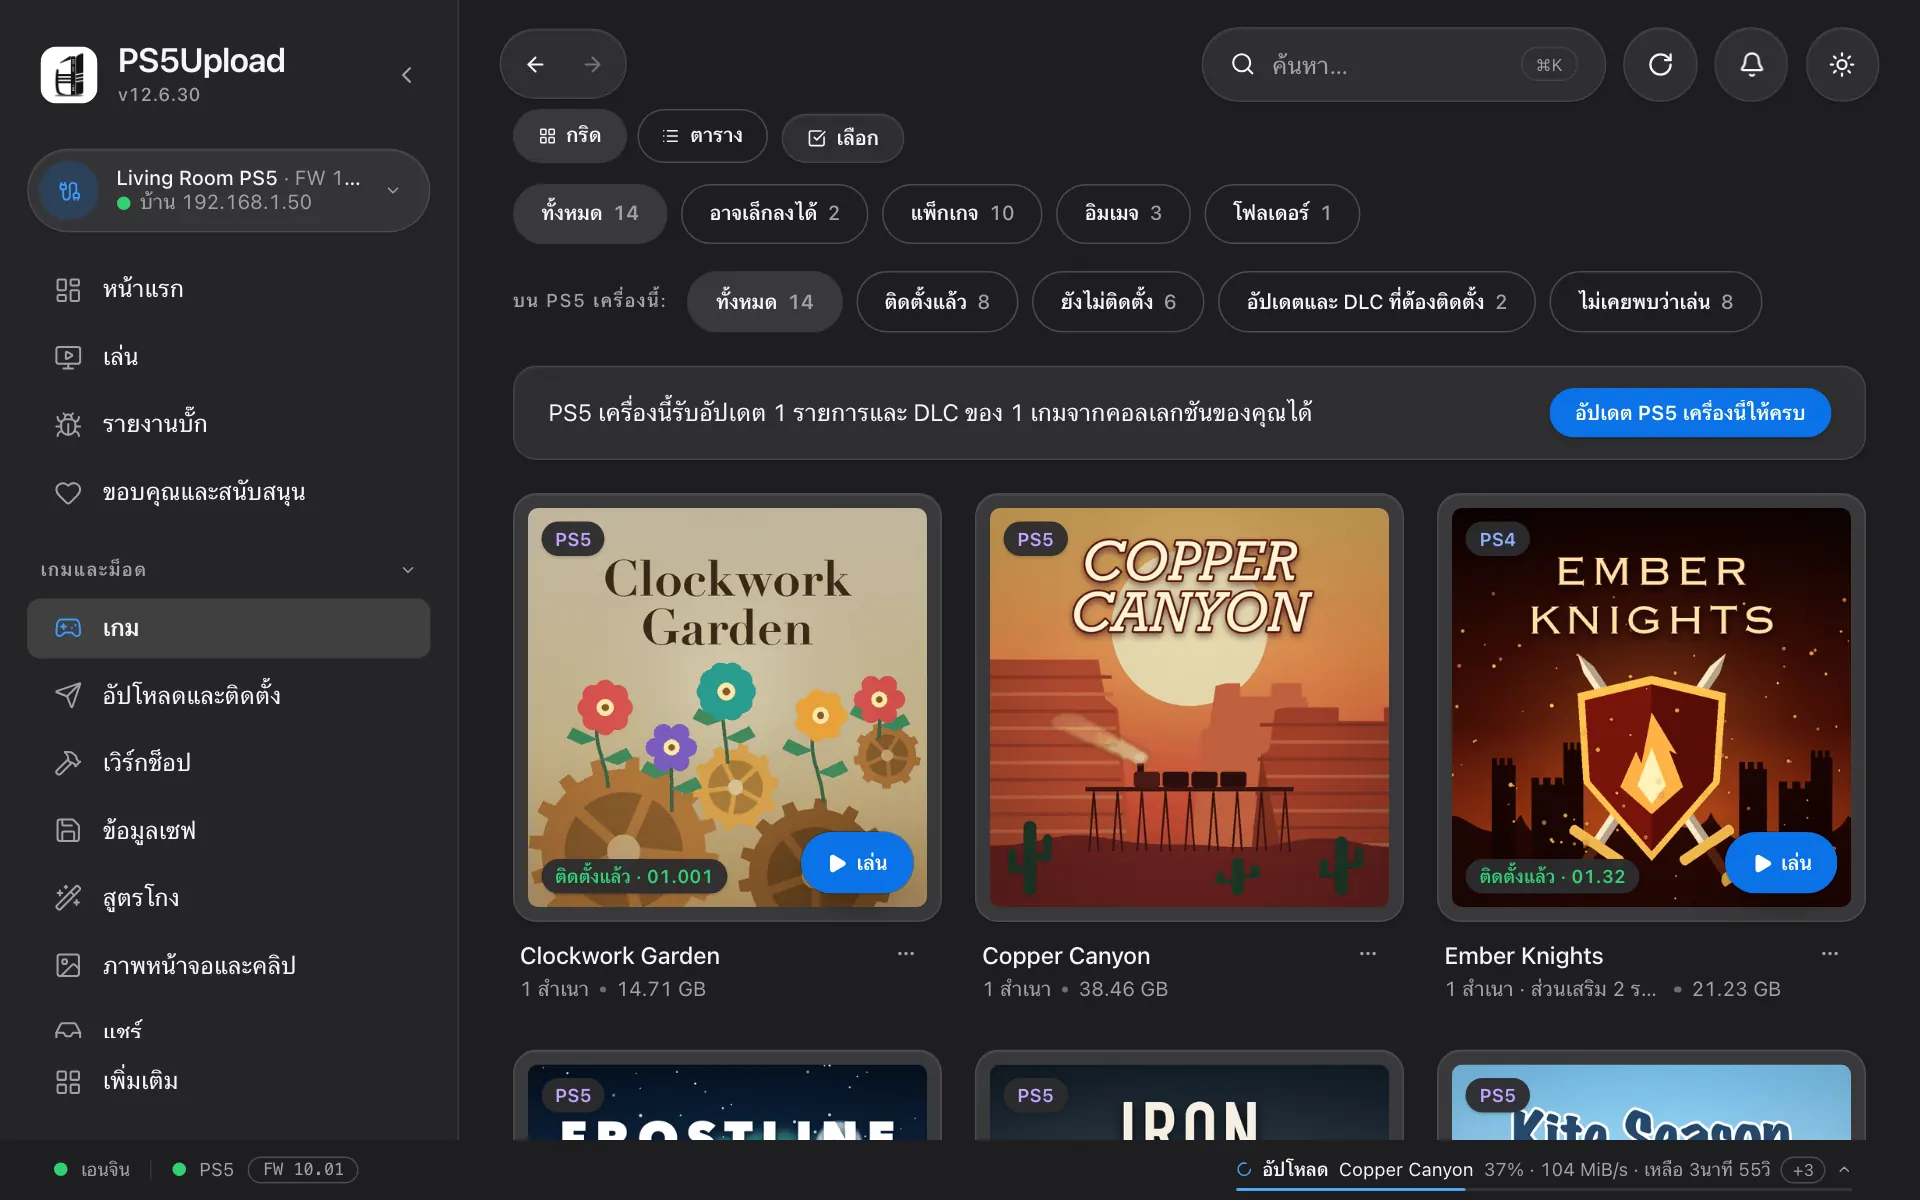 PS5Upload
v12.6.30
Living Room PS5 · FW 1...
บ้าน 192.168.1.50
หน้าแรก
เล่น
รายงานบั๊ก
ขอบคุณและสนับสนุน
เกมและม็อด
เกม
อัปโหลดและติดตั้ง
เวิร์กช็อป
ข้อมูลเซฟ
สูตรโกง
ภาพหน้าจอและคลิป
แชร์
เพิ่มเติม
ค้นหา...
⌘K
กริด
ตาราง
เลือก
ทั้งหมด 14
อาจเล็กลงได้ 2
แพ็กเกจ 10
อิมเมจ 3
โฟลเดอร์ 1
บน PS5 เครื่องนี้:
ทั้งหมด 14
ติดตั้งแล้ว 8
ยังไม่ติดตั้ง 6
อัปเดตและ DLC ที่ต้องติดตั้ง 2
ไม่เคยพบว่าเล่น 8
PS5 เครื่องนี้รับอัปเดต 1 รายการและ DLC ของ 1 เกมจากคอลเลกชันของคุณได้
อัปเดต PS5 เครื่องนี้ให้ครบ
PS5
Clockwork
Garden
ติดตั้งแล้ว · 01.001
เล่น
Clockwork Garden
1 สำเนา • 14.71 GB
PS5
COPPER
CANYON
Copper Canyon
1 สำเนา • 38.46 GB
PS4
EMBER
KNIGHTS
ติดตั้งแล้ว · 01.32
เล่น
Ember Knights
1 สำเนา · ส่วนเสริม 2 ร... • 21.23 GB
PS5
FROSTLINE
PS5
IRON
PS5
Kite Season
เอนจิน
PS5
FW 10.01
อัปโหลด Copper Canyon 37% · 104 MiB/s · เหลือ 3นาที 55วิ +3